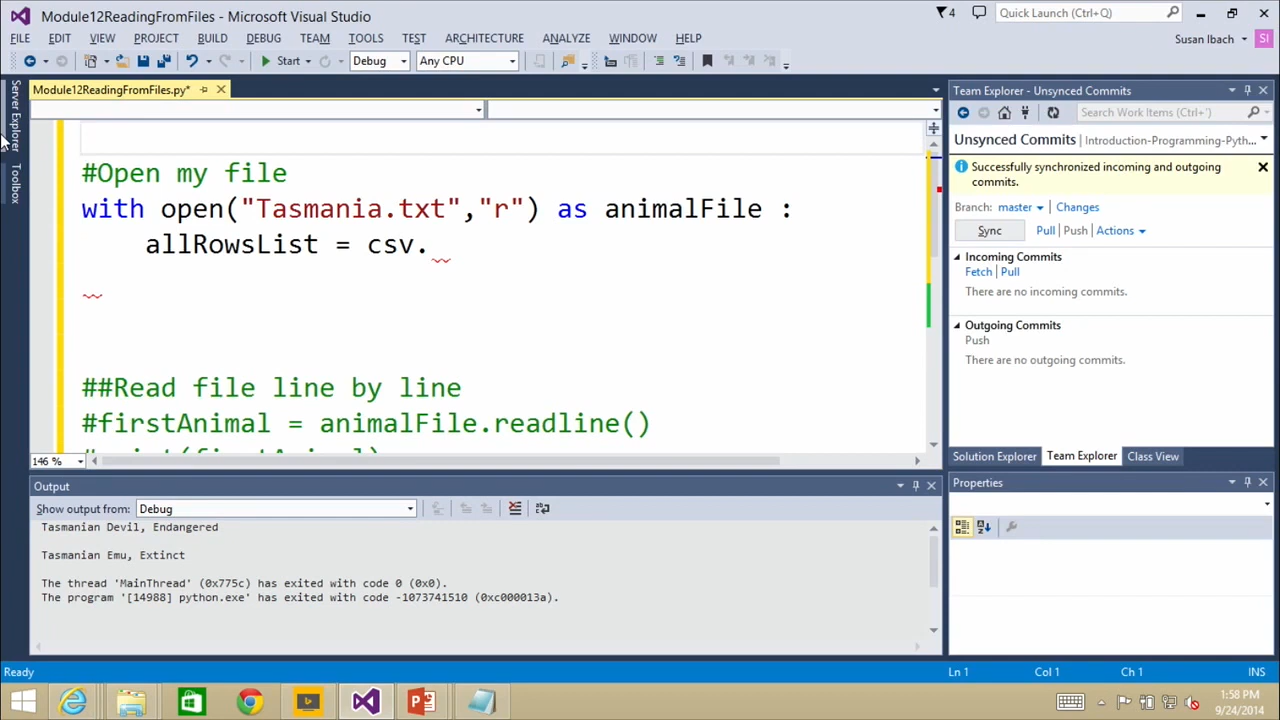 Module12ReadingFromFiles - Microsoft Visual Studio
4
Quick Launch (Ctrl+Q)
FILE EDIT VIEW PROJECT BUILD DEBUG TEAM TOOLS TEST ARCHITECTURE ANALYZE WINDOW HELP
Susan Ibach
SI
Start
Debug
Any CPU
Server Explorer
Toolbox
Module12ReadingFromFiles.py*
#Open my file
with open("Tasmania.txt","r") as animalFile :
allRowsList = csv.
##Read file line by line
#firstAnimal = animalFile.readline()
#print(firstAnimal)
146 %
Output
Show output from: Debug
Tasmanian Devil, Endangered
Tasmanian Emu, Extinct
The thread 'MainThread' (0x775c) has exited with code 0 (0x0).
The program '[14988] python.exe' has exited with code -1073741510 (0xc000013a).
Team Explorer - Unsynced Commits
Search Work Items (Ctrl+')
Unsynced Commits | Introduction-Programming-Pyth...
Successfully synchronized incoming and outgoing
commits.
Branch: master | Changes
Sync Pull | Push | Actions
Incoming Commits
Fetch | Pull
There are no incoming commits.
Outgoing Commits
Push
There are no outgoing commits.
Solution Explorer Team Explorer Class View
Properties
Ready
Ln 1
Col 1
Ch 1
INS
1:58 PM
9/24/2014